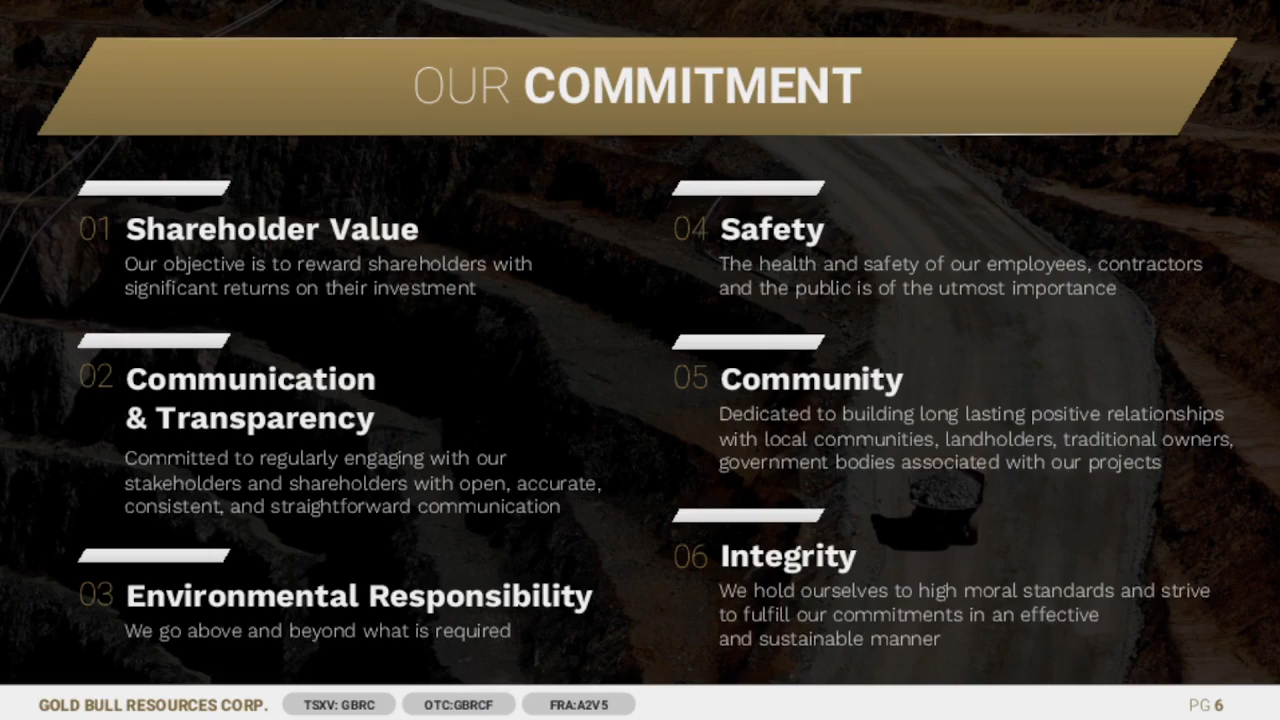 OUR COMMITMENT
01 Shareholder Value
Our objective is to reward shareholders with
significant returns on their investment
02 Communication
& Transparency
Committed to regularly engaging with our
stakeholders and shareholders with open, accurate,
consistent, and straightforward communication
03 Environmental Responsibility
We go above and beyond what is required
04 Safety
The health and safety of our employees, contractors
and the public is of the utmost importance
05 Community
Dedicated to building long lasting positive relationships
with local communities, landholders, traditional owners,
government bodies associated with our projects
06 Integrity
We hold ourselves to high moral standards and strive
to fulfill our commitments in an effective
and sustainable manner
GOLD BULL RESOURCES CORP. TSXV: GBRC OTC:GBRCF FRA:A2V5 PG 6